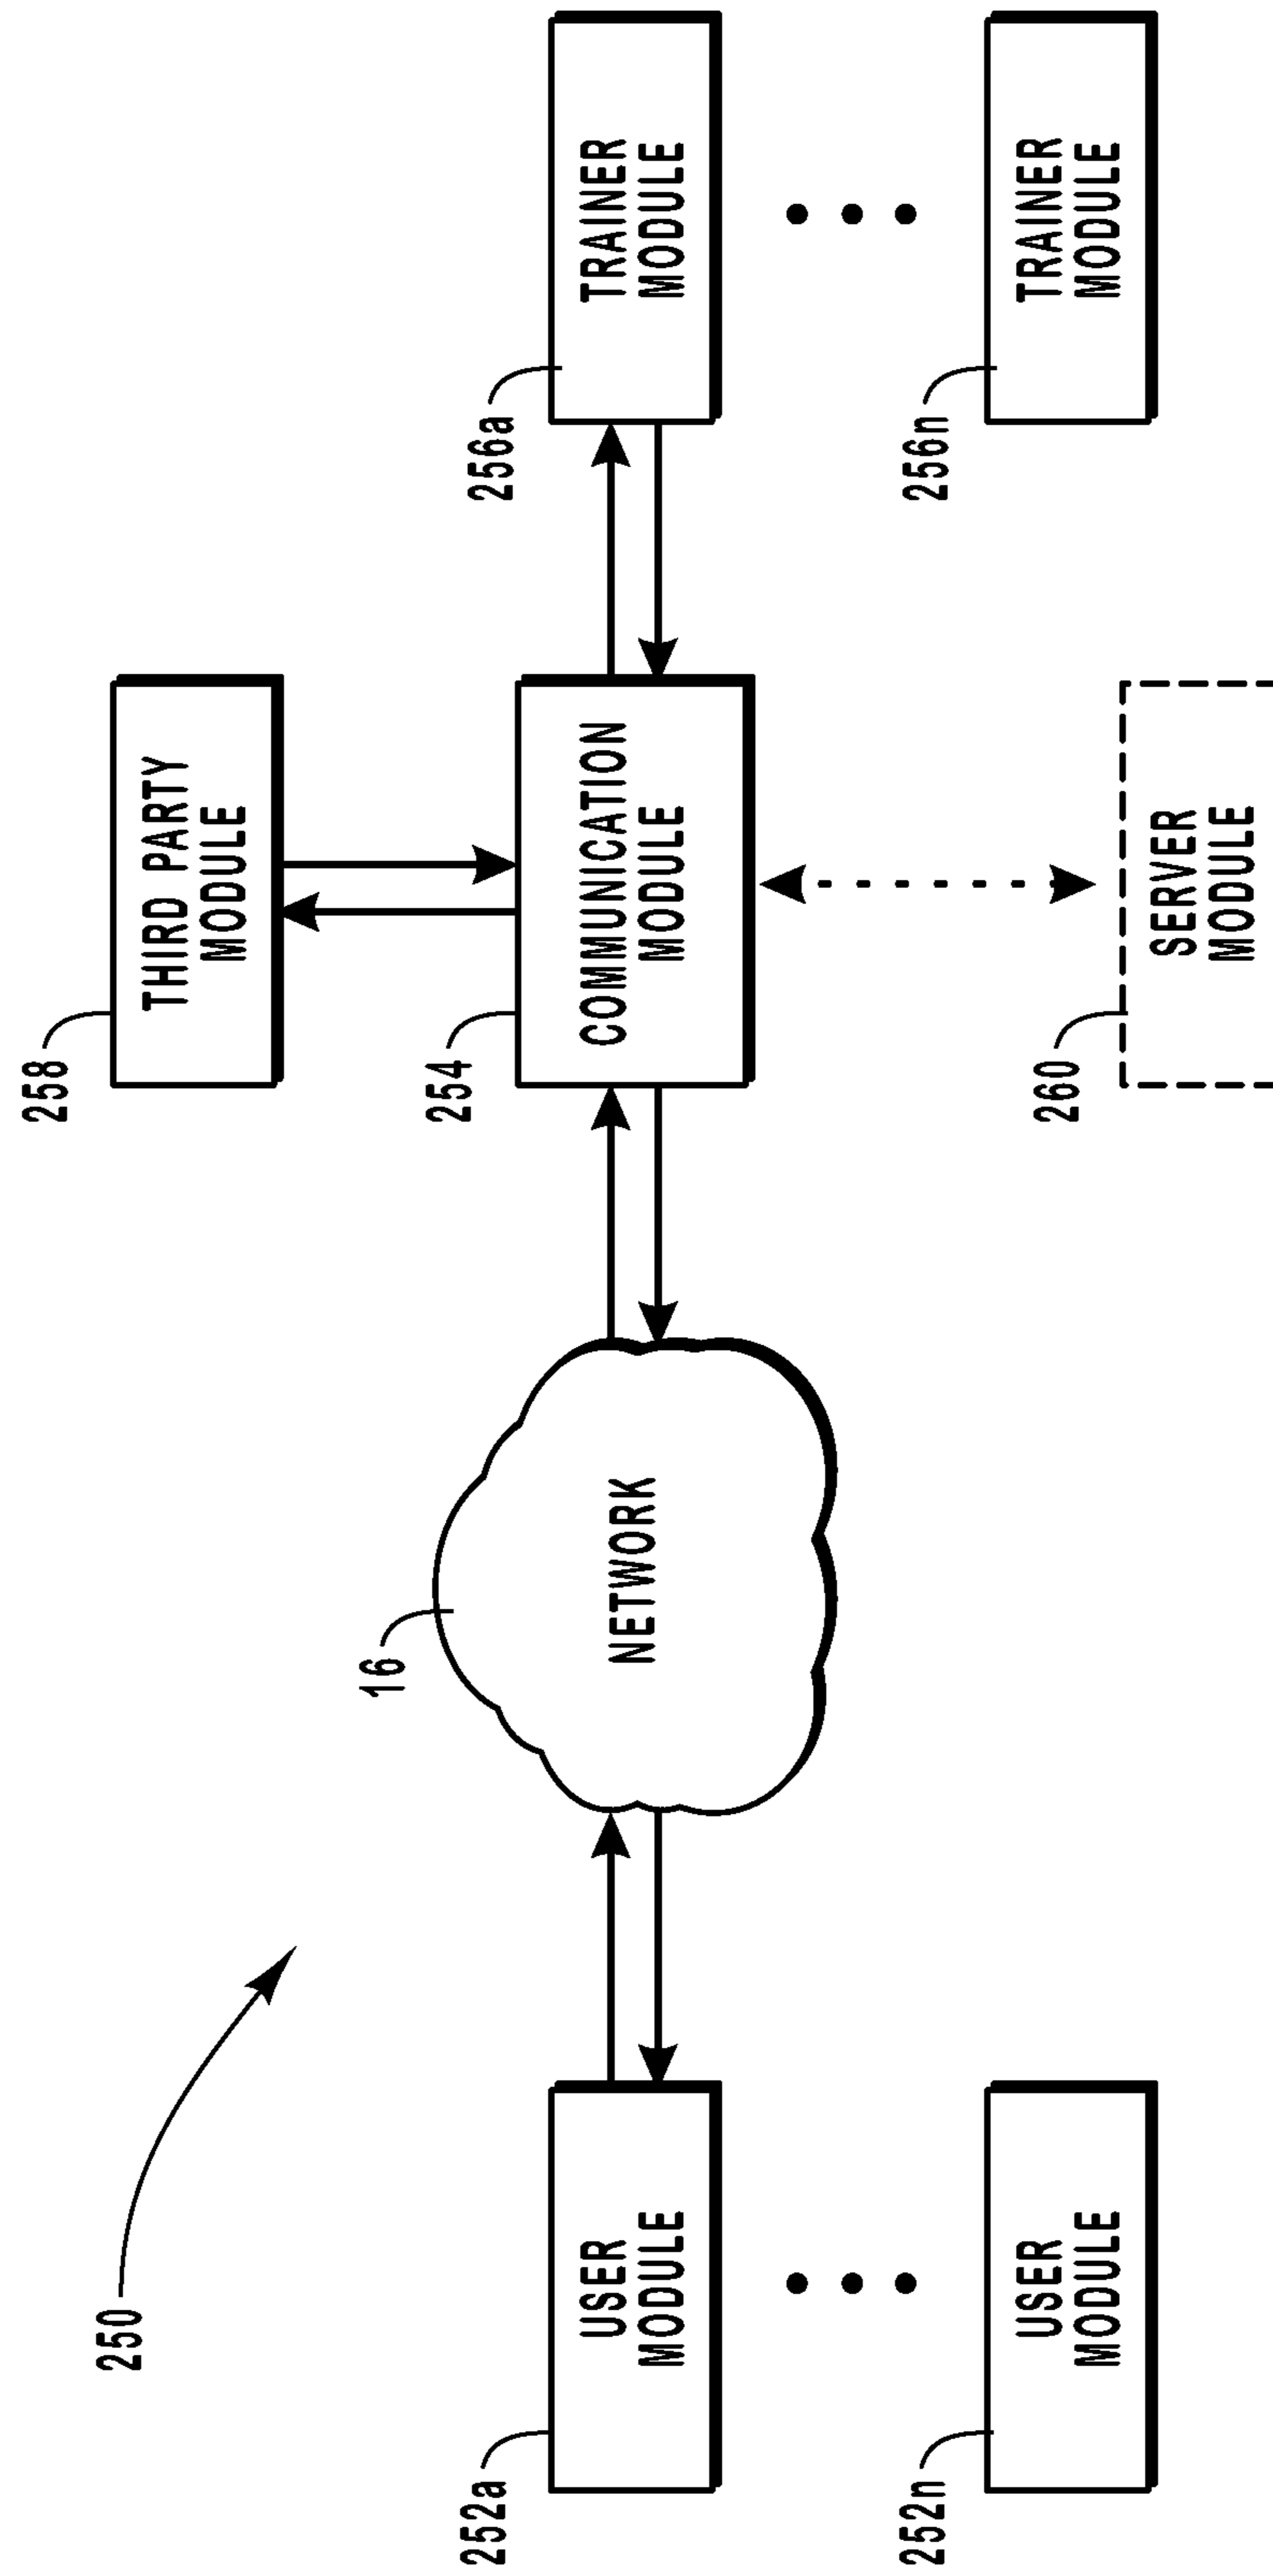 250
258
THIRD PARTY
MODULE
252a
USER
MODULE
16
NETWORK
254
COMMUNICATION
MODULE
256a
TRAINER
MODULE
252n
USER
MODULE
260
SERVER
MODULE
256n
TRAINER
MODULE